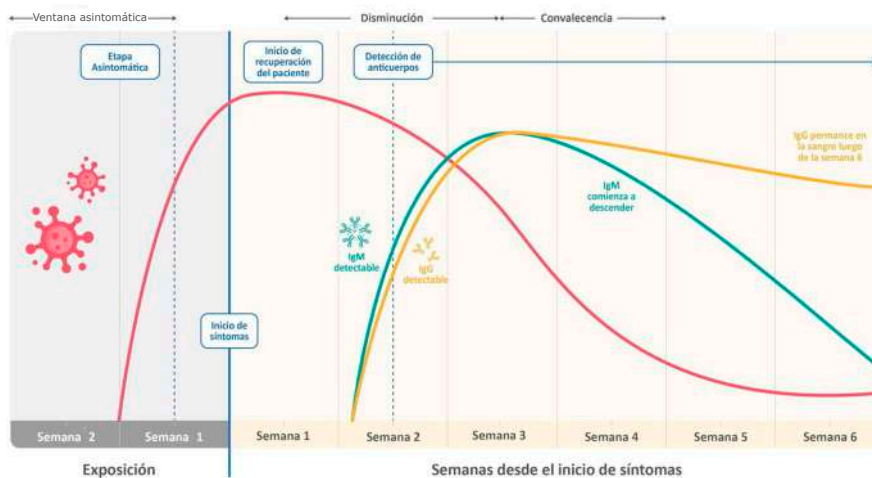 Ventana asintomática
Disminución
Convalecencia
Etapa
Asintomática
Inicio de
recuperación
del paciente
Detección de
anticuerpos
IgG permance en
la sangre luego
de la semana 6
IgM
comienza a
descender
IgM
detectable
IgG
detectable
Inicio de
síntomas
Semana 2
Semana 1
Semana 1
Semana 2
Semana 3
Semana 4
Semana 5
Semana 6
Exposición
Semanas desde el inicio de síntomas